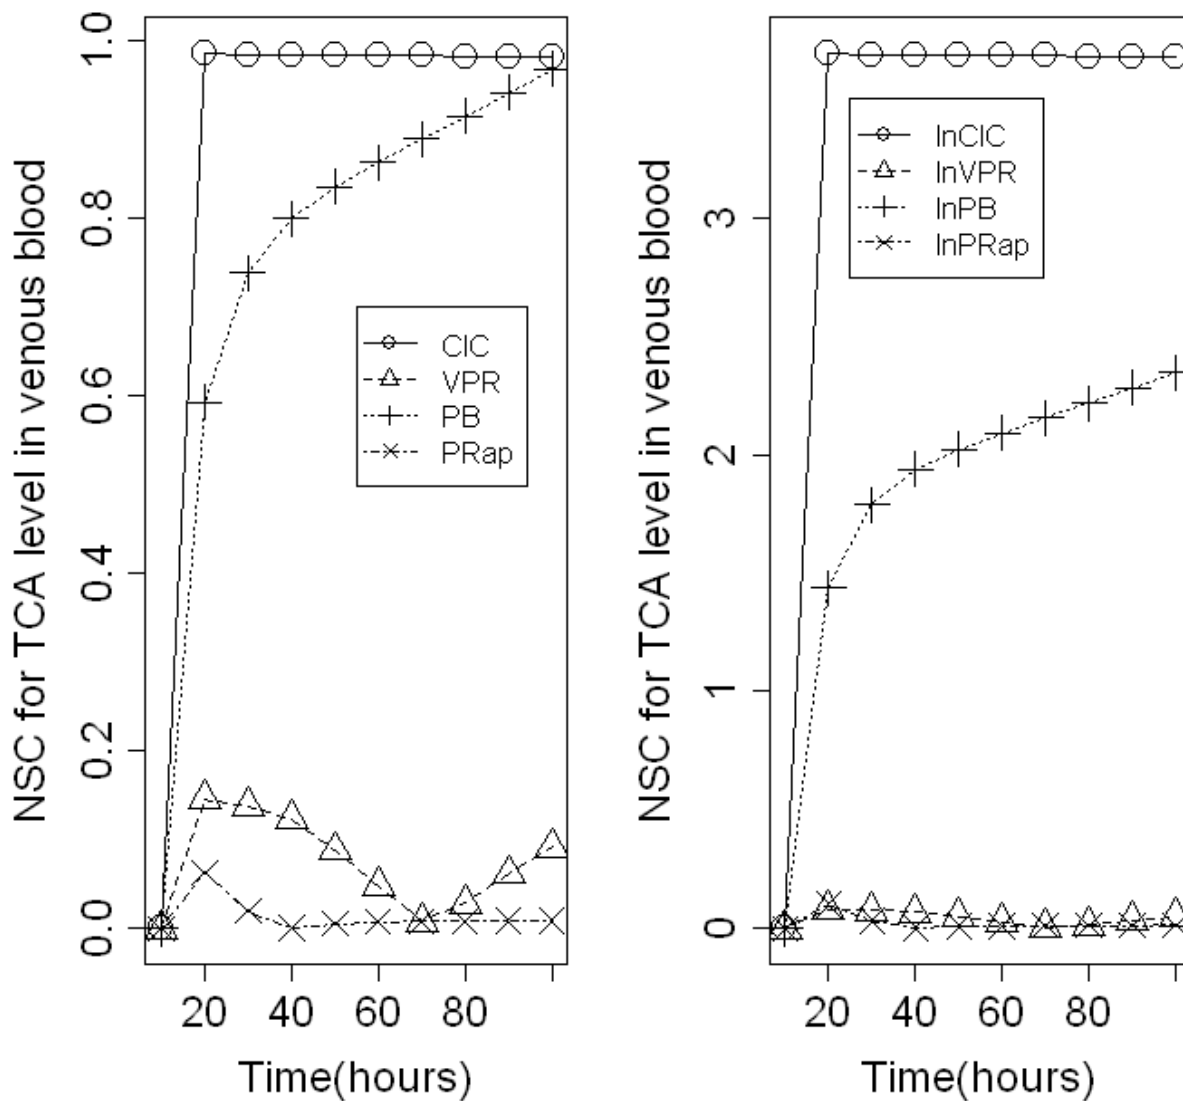 NSC for TCA level in venous blood
1.0
0.8
0.6
0.4
0.2
0.0
ClC
VPR
PB
PRap
20 40 60 80
Time(hours)
NSC for TCA level in venous blood
3
2
1
0
lnClC
lnVPR
lnPB
lnPRap
20 40 60 80
Time(hours)